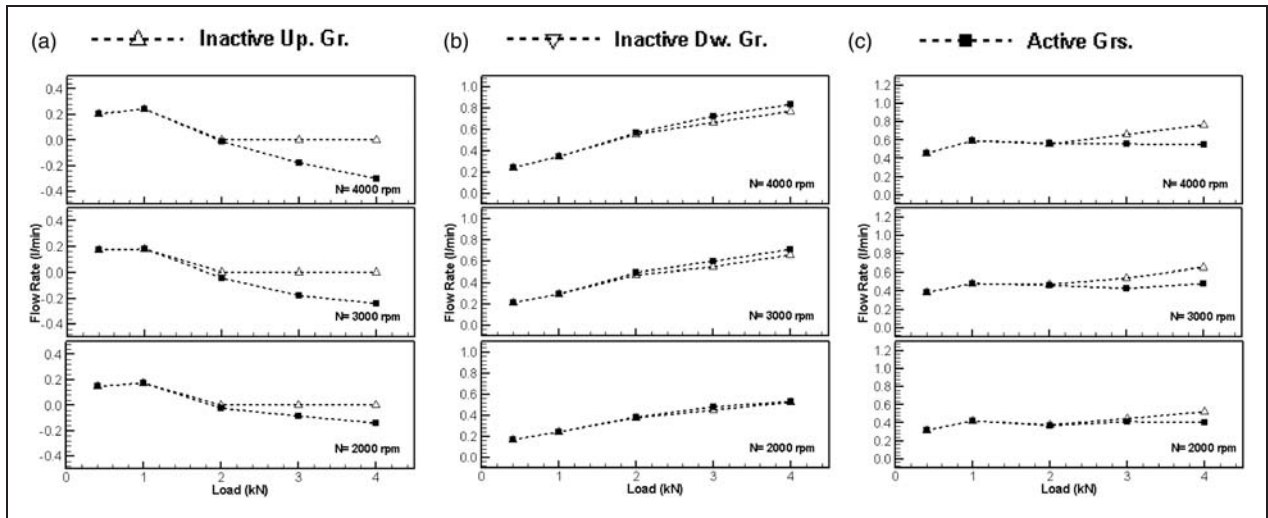 (a) Inactive Up. Gr.
(b) Inactive Dw. Gr.
(c) Active Grs.
0.4
0.2
0.0
-0.2
-0.4
N= 4000 rpm
0.4
0.2
0.0
-0.2
-0.4
N= 3000 rpm
0.4
0.2
0.0
-0.2
-0.4
N= 2000 rpm
Flow Rate (l/min)
0 1 2 3 4
Load (kN)
1.0
0.8
0.6
0.4
0.2
0.0
N= 4000 rpm
1.0
0.8
0.6
0.4
0.2
0.0
N= 3000 rpm
1.0
0.8
0.6
0.4
0.2
0.0
N= 2000 rpm
Flow Rate (l/min)
0 1 2 3 4
Load (kN)
1.2
1.0
0.8
0.6
0.4
0.2
0.0
N= 4000 rpm
1.2
1.0
0.8
0.6
0.4
0.2
0.0
N= 3000 rpm
1.2
1.0
0.8
0.6
0.4
0.2
0.0
N= 2000 rpm
Flow Rate (l/min)
0 1 2 3 4
Load (kN)